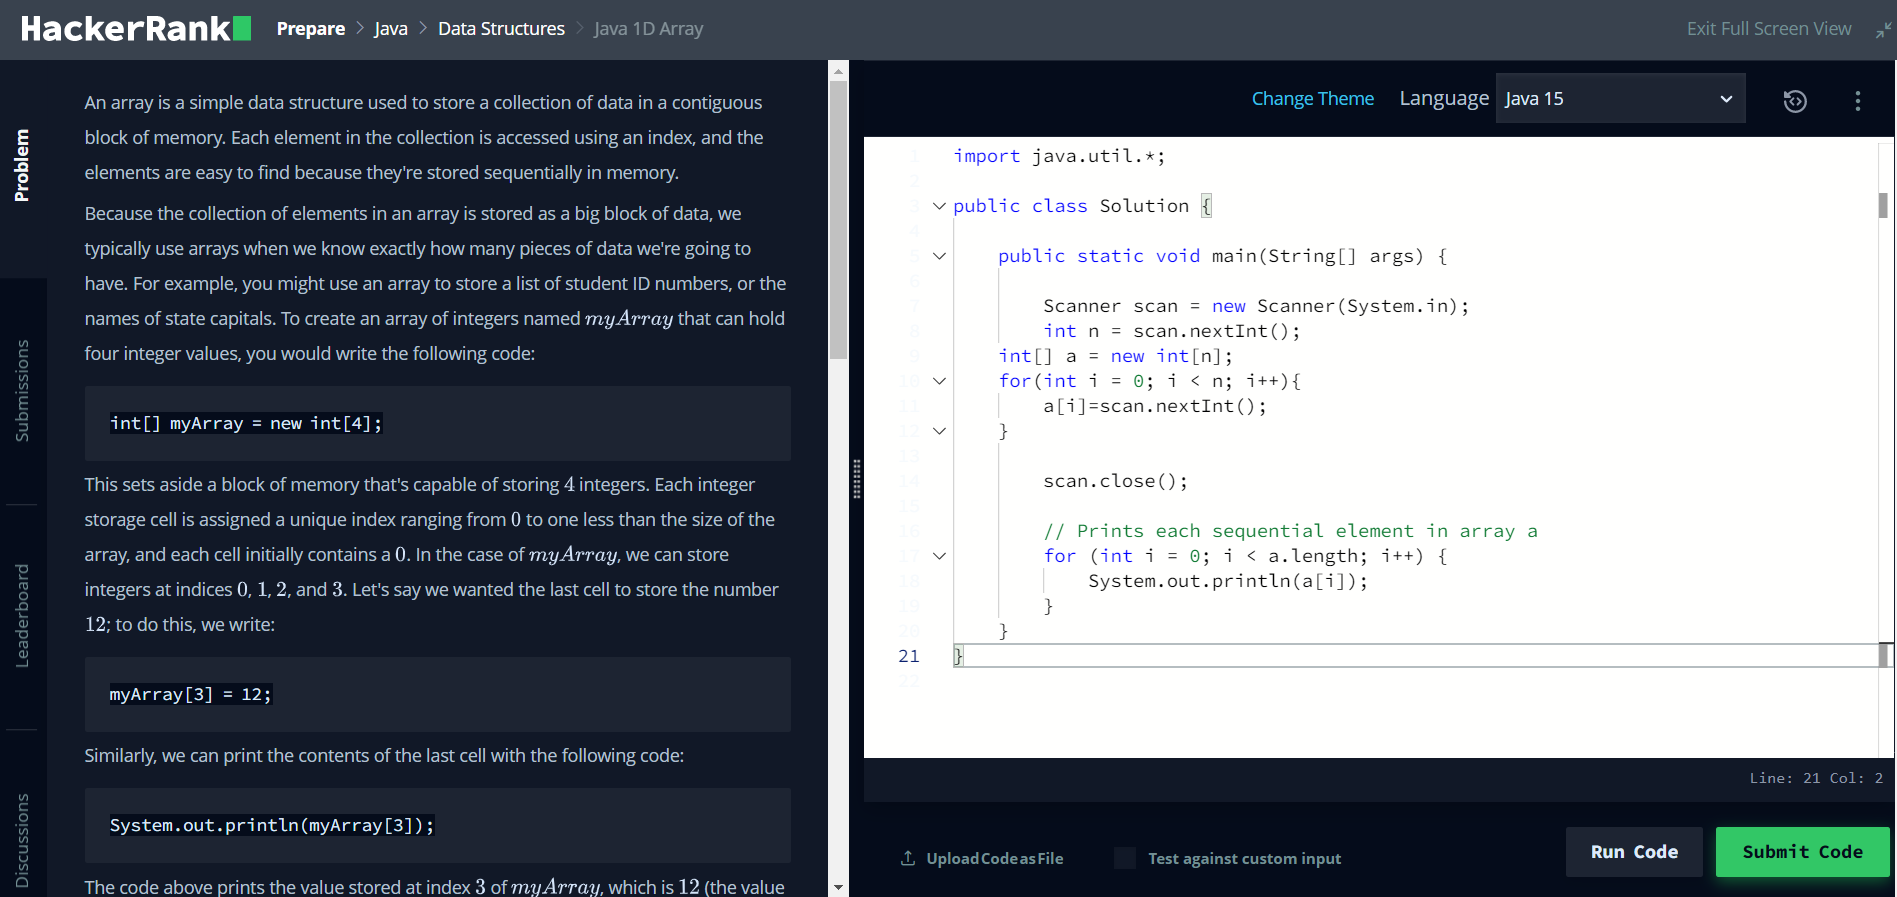 HackerRank
Prepare > Java > Data Structures > Java 1D Array
Exit Full Screen View
Problem
Submissions
Leaderboard
Discussions
An array is a simple data structure used to store a collection of data in a contiguous
block of memory. Each element in the collection is accessed using an index, and the
elements are easy to find because they're stored sequentially in memory.
Because the collection of elements in an array is stored as a big block of data, we
typically use arrays when we know exactly how many pieces of data we're going to
have. For example, you might use an array to store a list of student ID numbers, or the
names of state capitals. To create an array of integers named myArray that can hold
four integer values, you would write the following code:
int[] myArray = new int[4];
This sets aside a block of memory that's capable of storing 4 integers. Each integer
storage cell is assigned a unique index ranging from 0 to one less than the size of the
array, and each cell initially contains a 0. In the case of myArray, we can store
integers at indices 0, 1, 2, and 3. Let's say we wanted the last cell to store the number
12; to do this, we write:
myArray[3] = 12;
Similarly, we can print the contents of the last cell with the following code:
System.out.println(myArray[3]);
The code above prints the value stored at index 3 of myArray, which is 12 (the value
Change Theme Language Java 15
1 import java.util.*;
2
3 public class Solution {
4
5 public static void main(String[] args) {
6
7 Scanner scan = new Scanner(System.in);
8 int n = scan.nextInt();
9 int[] a = new int[n];
10 for(int i = 0; i < n; i++){
11 a[i]=scan.nextInt();
12 }
13
14 scan.close();
15
16 // Prints each sequential element in array a
17 for (int i = 0; i < a.length; i++) {
18 System.out.println(a[i]);
19 }
20 }
21 }
22
Line: 21 Col: 2
Upload Code as File
Test against custom input
Run Code
Submit Code